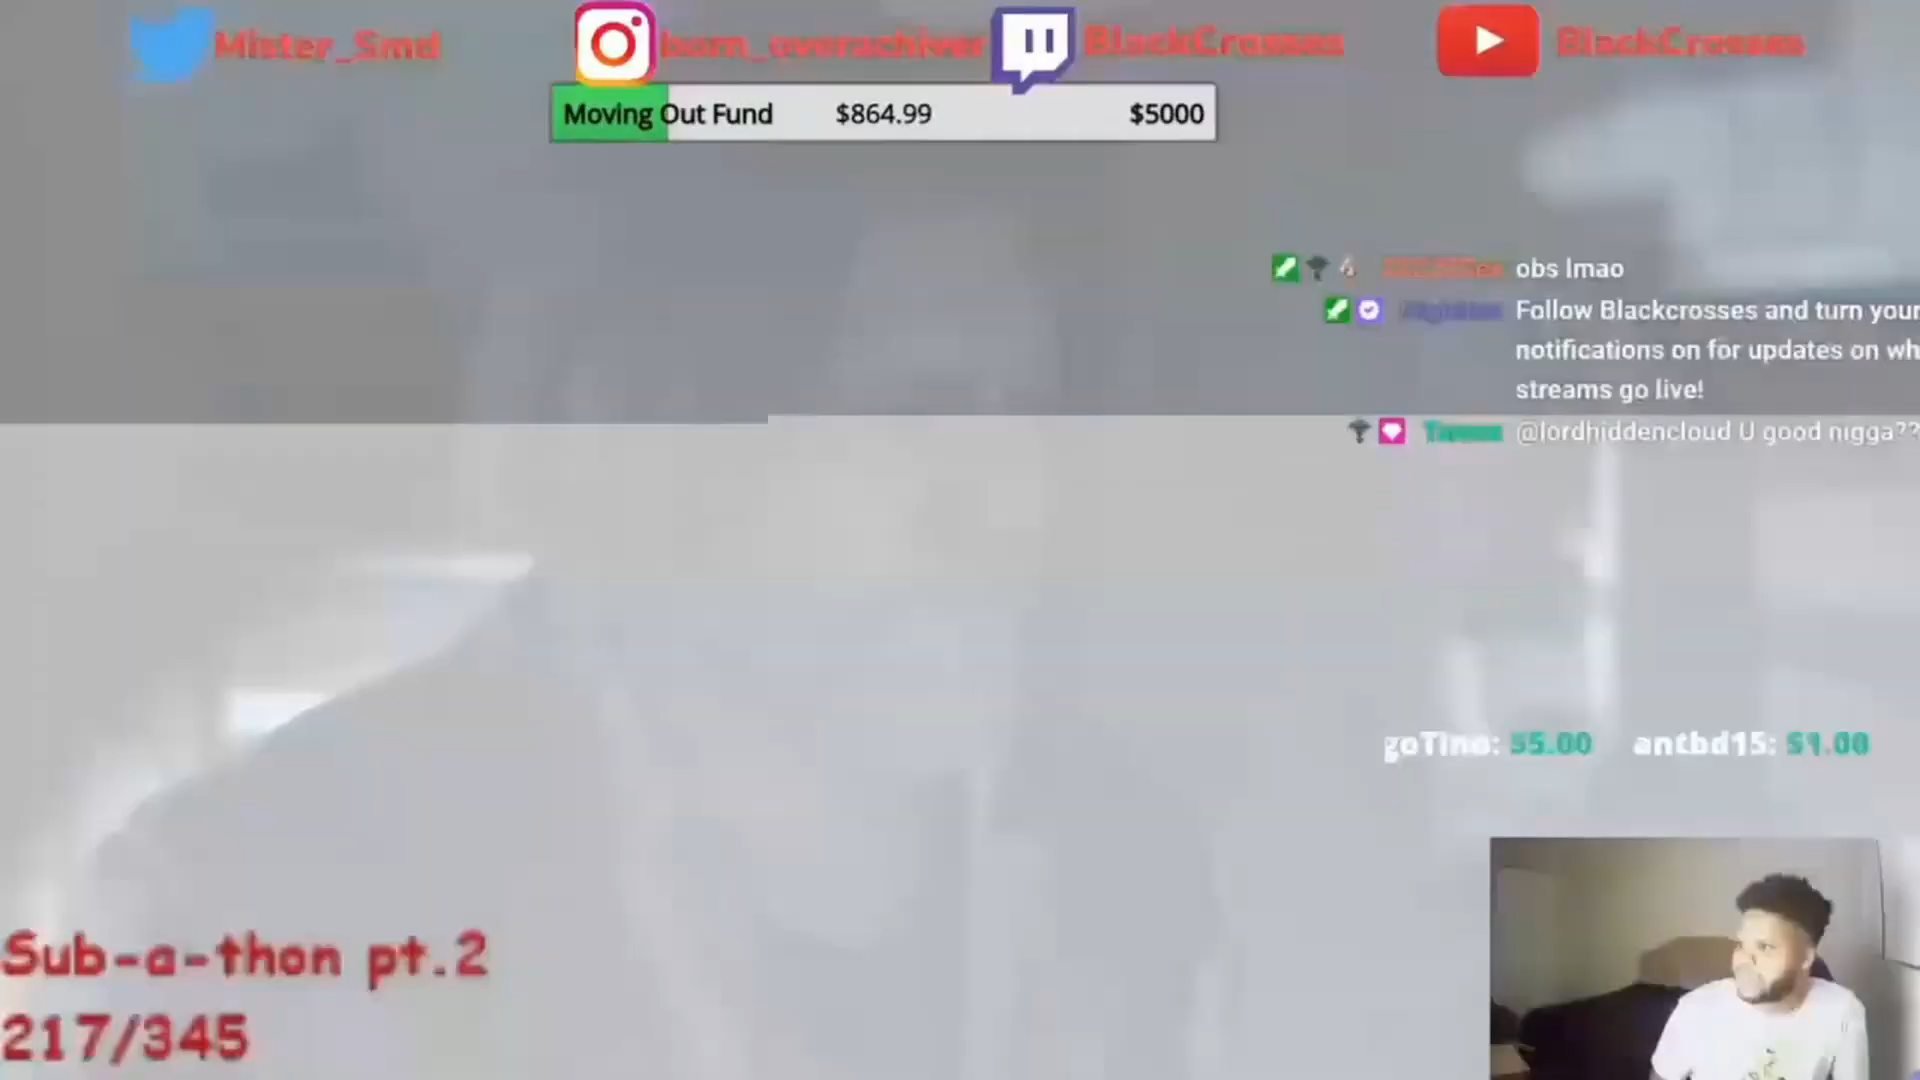 Mister_Smd
born_overachiver
BlackCrosses
BlackCrosses
Moving Out Fund $864.99 $5000
obs lmao
Follow Blackcrosses and turn your
notifications on for updates on wh
streams go live!
@lordhiddencloud U good nigga??
goTino: $5.00 antbd15: $1.00
Sub-a-thon pt.2
217/345